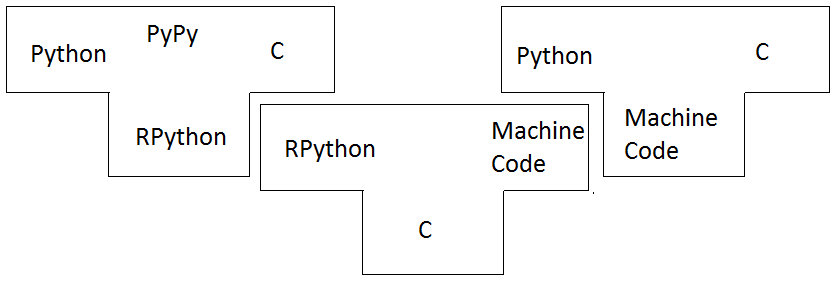 Python PyPy C
RPython
Python C
Machine
Code
RPython Machine
Code
C